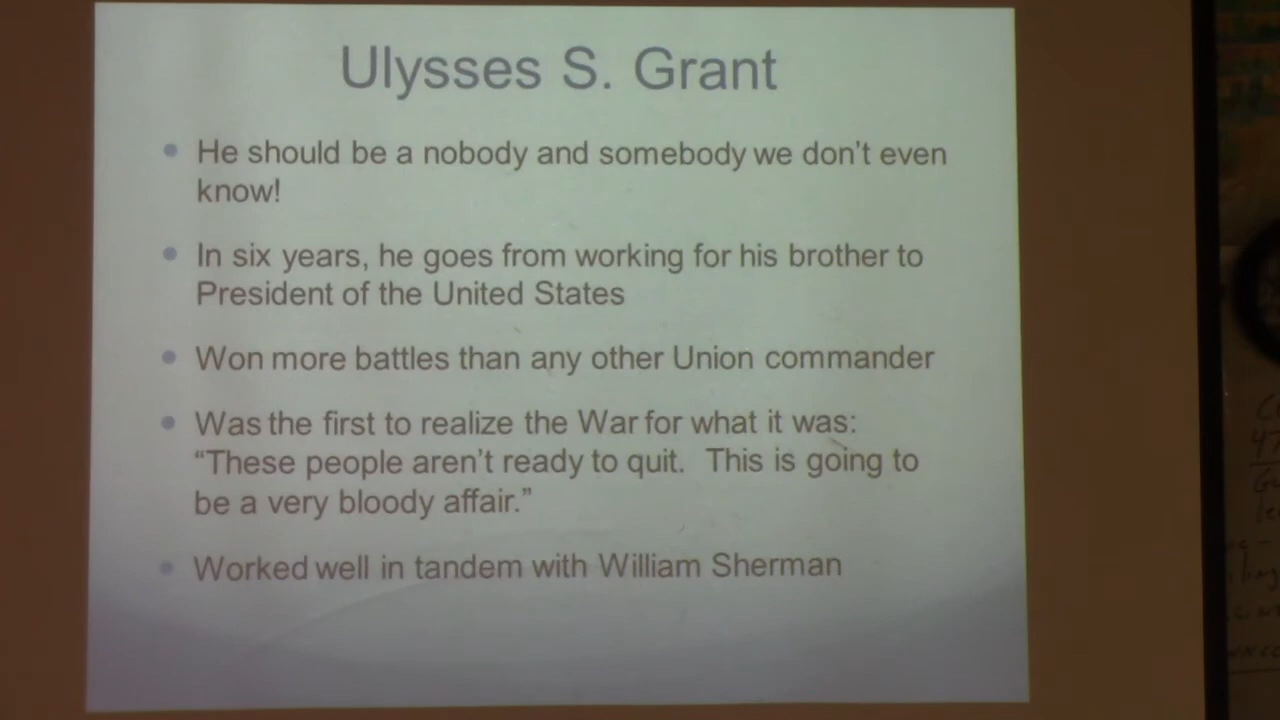 Ulysses S. Grant
• He should be a nobody and somebody we don't even
know!
• In six years, he goes from working for his brother to
President of the United States
• Won more battles than any other Union commander
• Was the first to realize the War for what it was:
“These people aren't ready to quit.  This is going to
be a very bloody affair.”
• Worked well in tandem with William Sherman